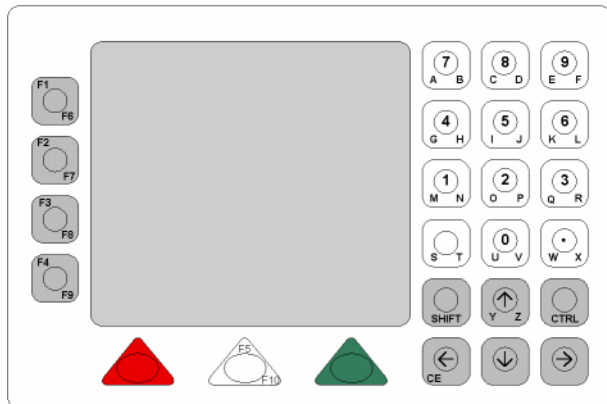 7
A B
8
C D
9
E F
F1
F6
4
G H
5
I J
6
K L
F2
F7
1
M N
2
O P
3
Q R
F3
F8
S T
0
U V
.
W X
F4
F9
SHIFT
Y Z
CTRL
F5
F10
CE